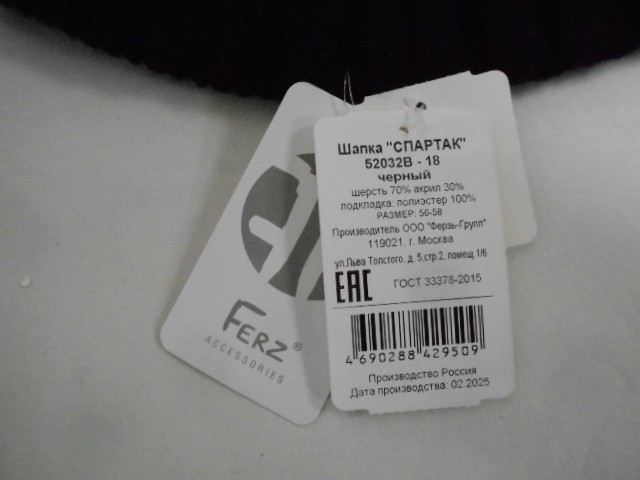 Шапка "СПАРТАК"
52032В - 18
черный
шерсть 70% акрил 30%
подкладка: полиэстер 100%
РАЗМЕР: 56-58
Производитель ООО "Ферзь-Групп"
119021. г. Москва
ул.Льва Толстого, д. 5,стр.2, помещ.1/6
ЕАС ГОСТ 33378-2015
4 690288 429509
Производство Россия
Дата производства: 02.2025
FERZ®
ACCESSORIES